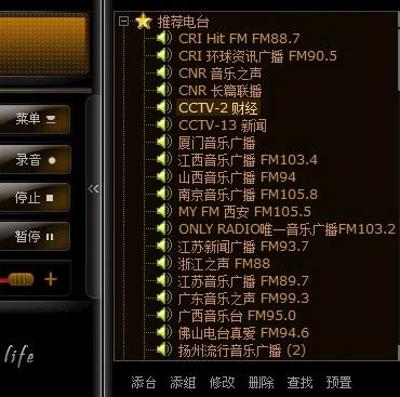 推荐电台
CRI Hit FM FM88.7
CRI 环球资讯广播 FM90.5
CNR 音乐之声
CNR 长篇联播
CCTV-2 财经
CCTV-13 新闻
厦门音乐广播
江西音乐广播 FM103.4
山西音乐广播 FM94
南京音乐广播 FM105.8
MY FM 西安 FM105.5
ONLY RADIO唯一音乐广播FM103.2
江苏新闻广播 FM93.7
浙江之声 FM88
江苏音乐广播 FM89.7
广东音乐之声 FM99.3
广西音乐台 FM95.0
佛山电台真爱 FM94.6
扬州流行音乐广播 (2)
菜单
录音
停止
暂停
life
添台 添组 修改 删除 查找 预置